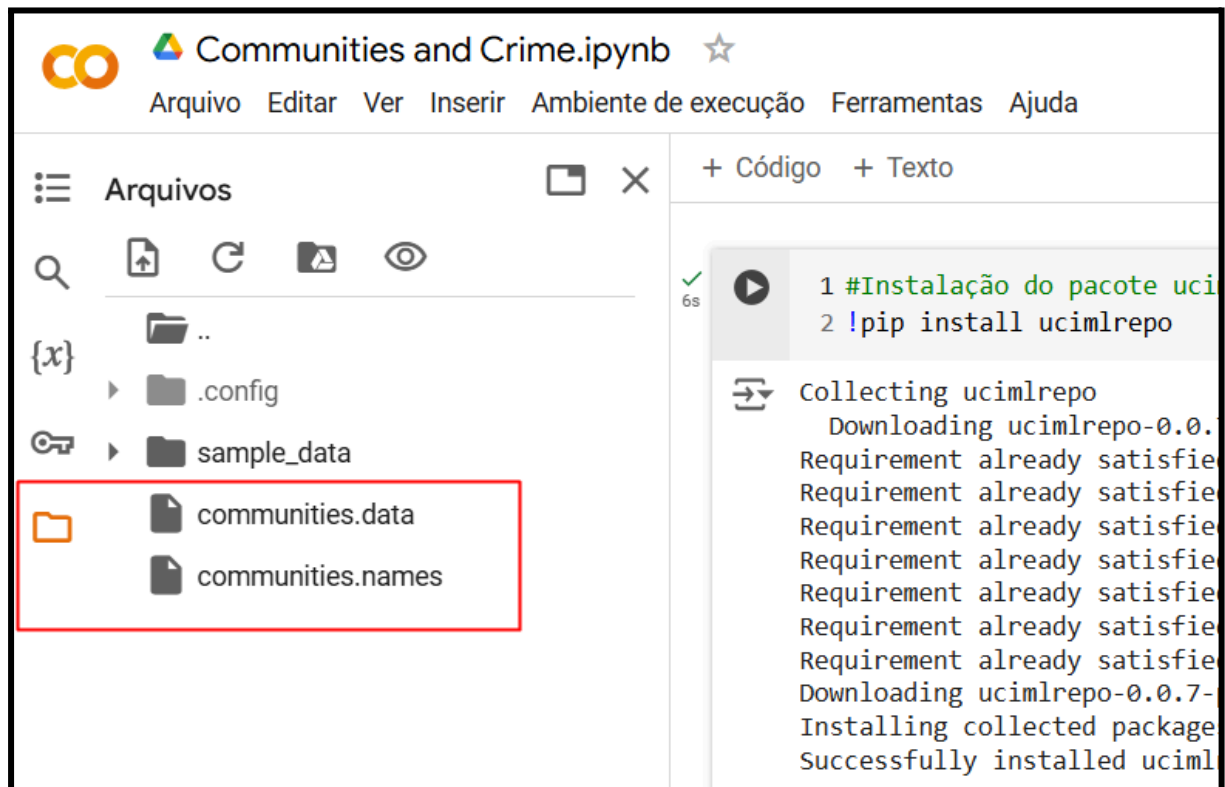 Communities and Crime.ipynb
Arquivo Editar Ver Inserir Ambiente de execução Ferramentas Ajuda
Arquivos
..
.config
sample_data
communities.data
communities.names
{x}
+ Código + Texto
6s
1 #Instalação do pacote uci
2 !pip install ucimlrepo
Collecting ucimlrepo
Downloading ucimlrepo-0.0.
Requirement already satisfie
Requirement already satisfie
Requirement already satisfie
Requirement already satisfie
Requirement already satisfie
Requirement already satisfie
Requirement already satisfie
Downloading ucimlrepo-0.0.7-
Installing collected package
Successfully installed uciml